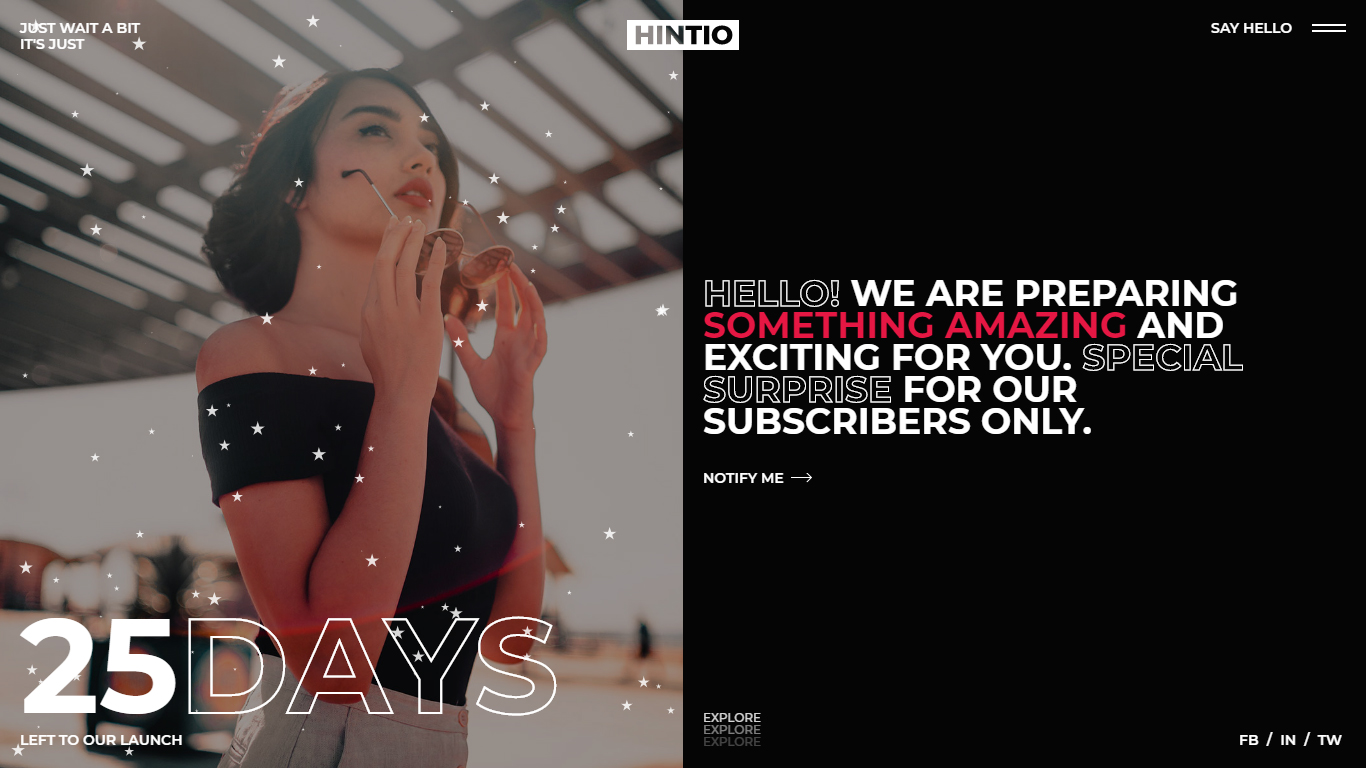 JUST WAIT A BIT
IT'S JUST
HINTIO
SAY HELLO
HELLO! WE ARE PREPARING
SOMETHING AMAZING AND
EXCITING FOR YOU. SPECIAL
SURPRISE FOR OUR
SUBSCRIBERS ONLY.
NOTIFY ME
25DAYS
LEFT TO OUR LAUNCH
EXPLORE
EXPLORE
EXPLORE
FB / IN / TW